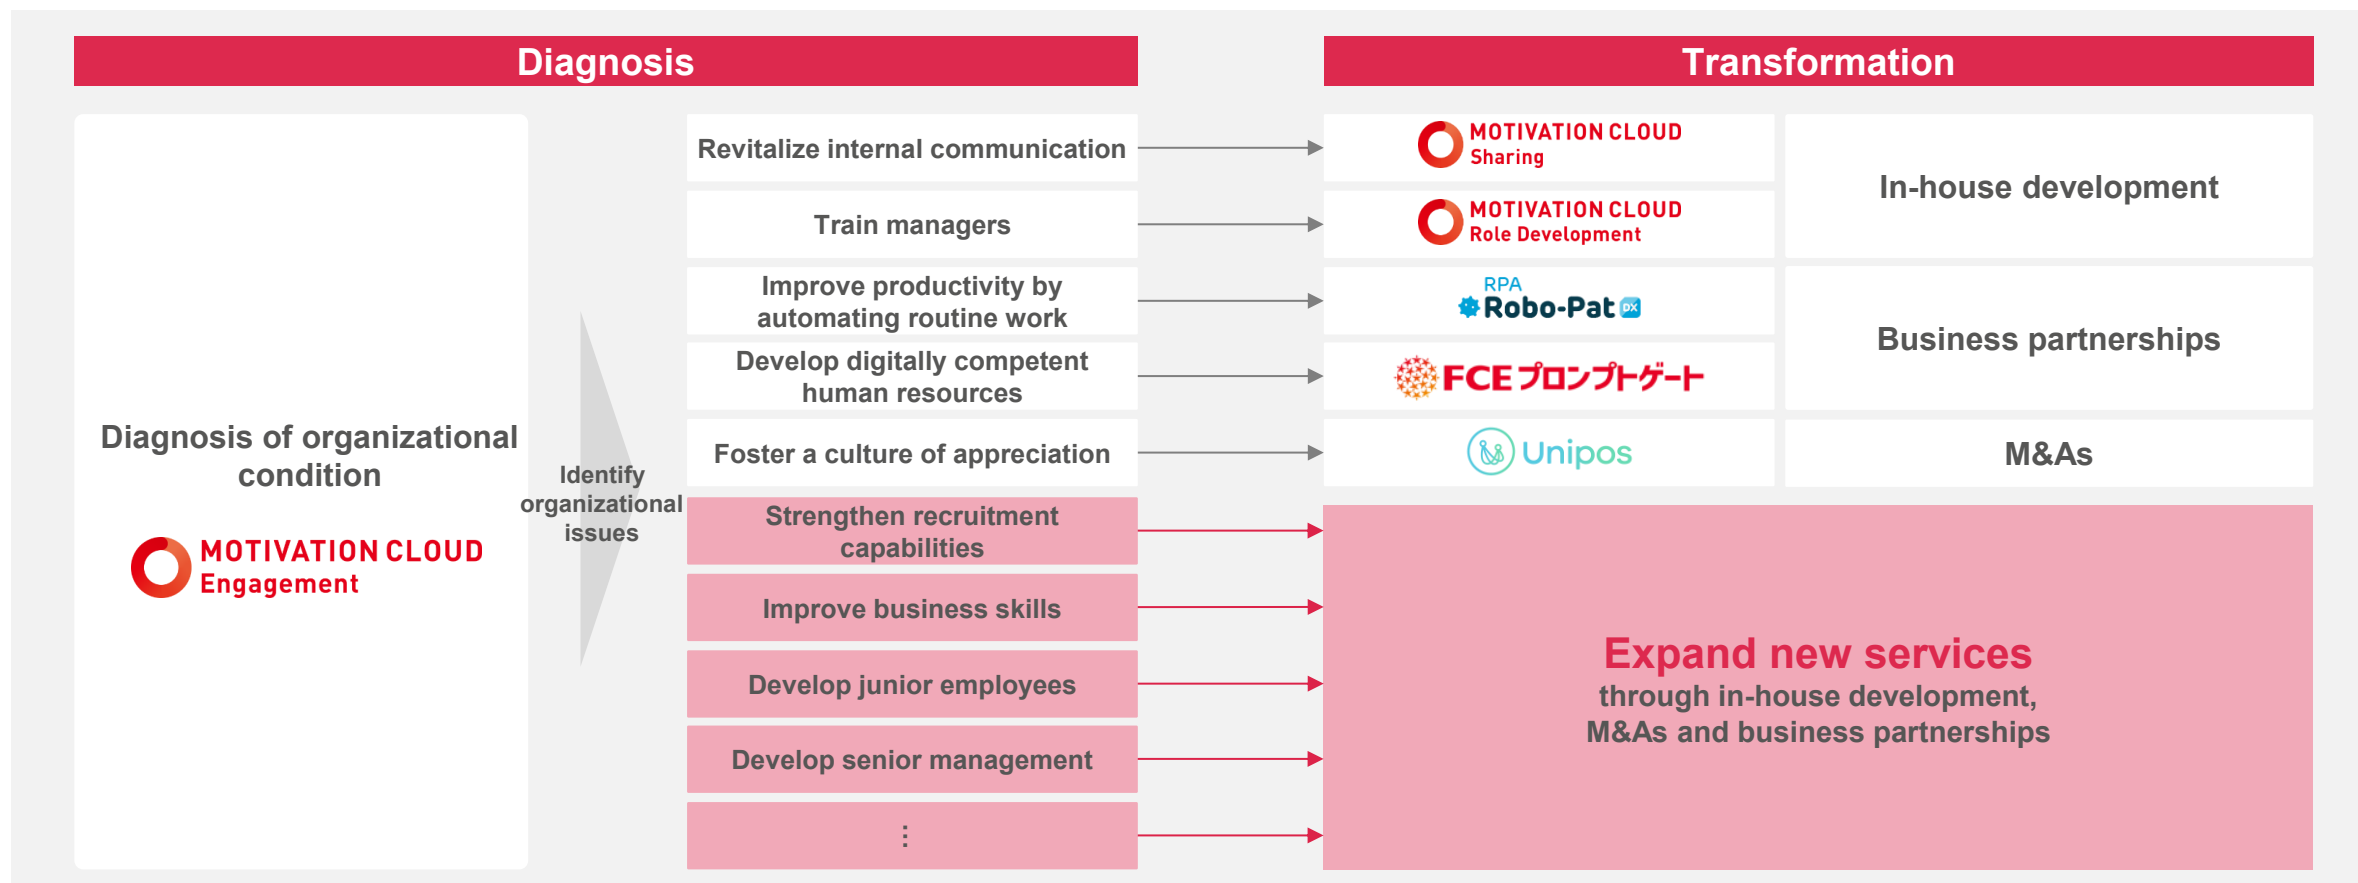 Diagnosis
Transformation
Diagnosis of organizational
condition
MOTIVATION CLOUD
Engagement
Identify
organizational
issues
Revitalize internal communication
MOTIVATION CLOUD
Sharing
In-house development
Train managers
MOTIVATION CLOUD
Role Development
Improve productivity by
automating routine work
RPA
Robo-Pat DX
Business partnerships
Develop digitally competent
human resources
FCEプロンプトゲート
Foster a culture of appreciation
Unipos
M&As
Strengthen recruitment
capabilities
Improve business skills
Develop junior employees
Develop senior management
⋮
Expand new services
through in-house development,
M&As and business partnerships